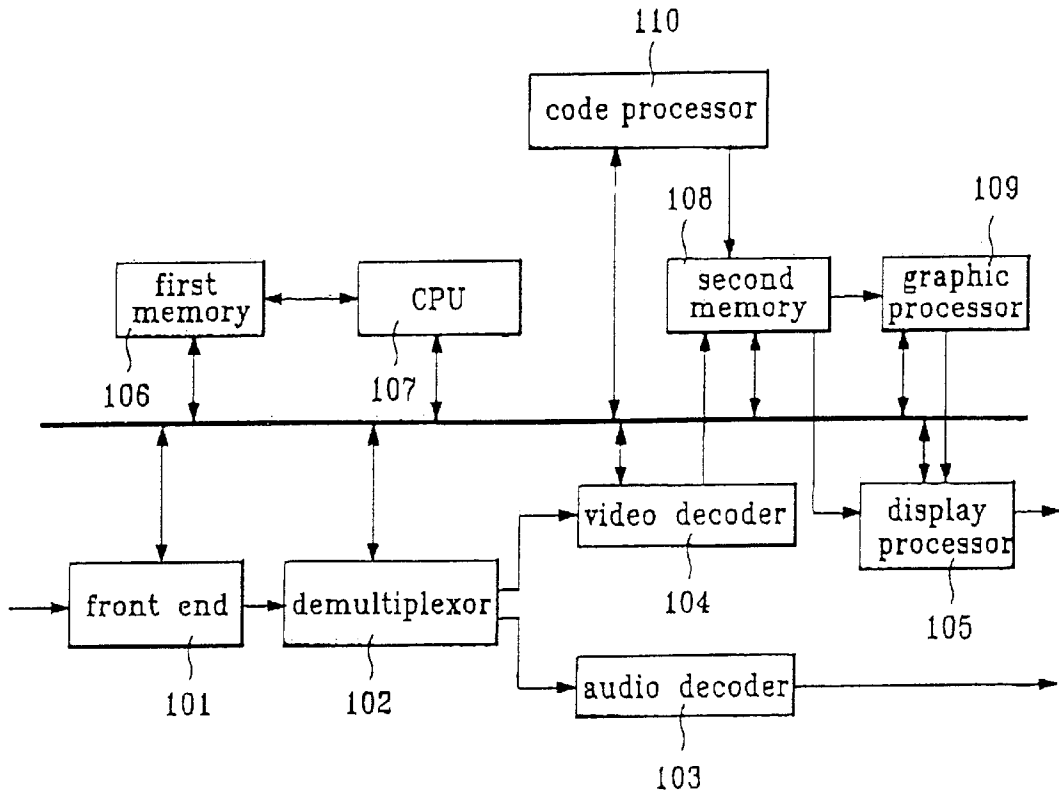 110
code processor
108
109
first
memory
CPU
second
memory
graphic
processor
106
107
video decoder
display
processor
front end
demultiplexor
104
105
101
102
audio decoder
103